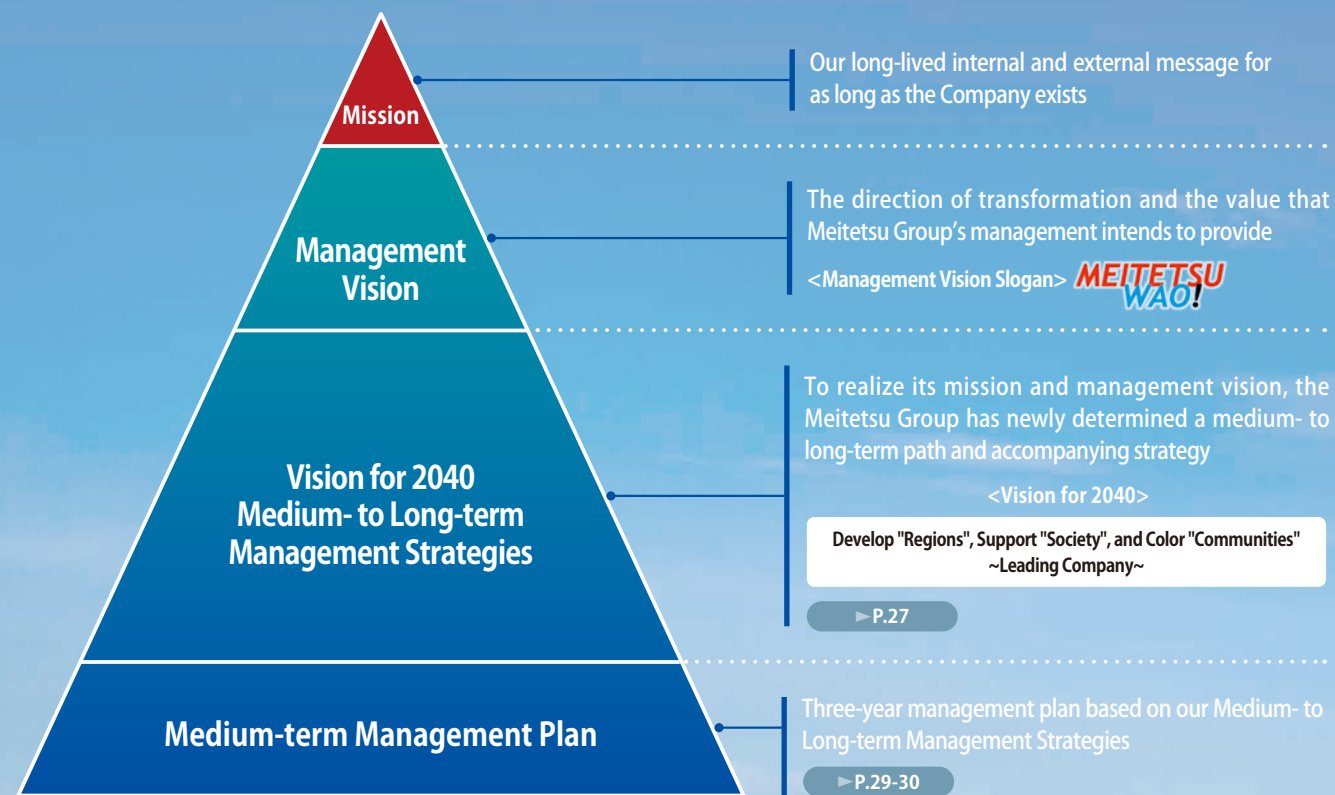 Mission
Our long-lived internal and external message for
as long as the Company exists
Management
Vision
The direction of transformation and the value that
Meitetsu Group's management intends to provide
<Management Vision Slogan> MEITETSU
WAO!
Vision for 2040
Medium- to Long-term
Management Strategies
To realize its mission and management vision, the
Meitetsu Group has newly determined a medium- to
long-term path and accompanying strategy
<Vision for 2040>
Develop "Regions", Support "Society", and Color "Communities"
~Leading Company~
►P.27
Medium-term Management Plan
Three-year management plan based on our Medium- to
Long-term Management Strategies
►P.29-30